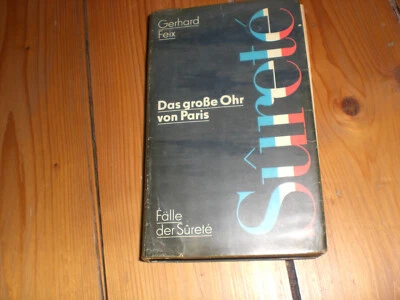 Gerhard
Feix
Das große Ohr
von Paris
Fälle
der Sûreté
Sûreté